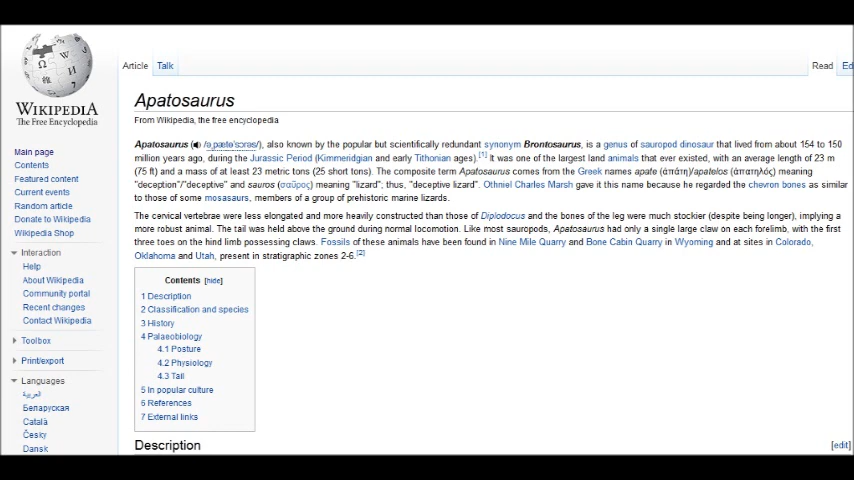 Article Talk Read
Apatosaurus
WIKIPEDIA
The Free Encyclopedia
From Wikipedia, the free encyclopedia
Main page
Contents
Featured content
Current events
Random article
Donate to Wikipedia
Wikipedia Shop
Interaction
Help
About Wikipedia
Community portal
Recent changes
Contact Wikipedia
Toolbox
Print/export
Languages
العربية
Беларуская
Català
Česky
Dansk
Apatosaurus (/əˌpætəˈsɔrəs/), also known by the popular but scientifically redundant synonym Brontosaurus, is a genus of sauropod dinosaur that lived from about 154 to 150
million years ago, during the Jurassic Period (Kimmeridgian and early Tithonian ages).[1] It was one of the largest land animals that ever existed, with an average length of 23 m
(75 ft) and a mass of at least 23 metric tons (25 short tons). The composite term Apatosaurus comes from the Greek names apate (ἀπάτη)/apatelos (ἀπατηλός) meaning
"deception"/"deceptive" and sauros (σαῦρος) meaning "lizard"; thus, "deceptive lizard". Othniel Charles Marsh gave it this name because he regarded the chevron bones as similar
to those of some mosasaurs, members of a group of prehistoric marine lizards.
The cervical vertebrae were less elongated and more heavily constructed than those of Diplodocus and the bones of the leg were much stockier (despite being longer), implying a
more robust animal. The tail was held above the ground during normal locomotion. Like most sauropods, Apatosaurus had only a single large claw on each forelimb, with the first
three toes on the hind limb possessing claws. Fossils of these animals have been found in Nine Mile Quarry and Bone Cabin Quarry in Wyoming and at sites in Colorado,
Oklahoma and Utah, present in stratigraphic zones 2-6.[2]
Contents [hide]
1 Description
2 Classification and species
3 History
4 Palaeobiology
4.1 Posture
4.2 Physiology
4.3 Tail
5 In popular culture
6 References
7 External links
Description [edit]